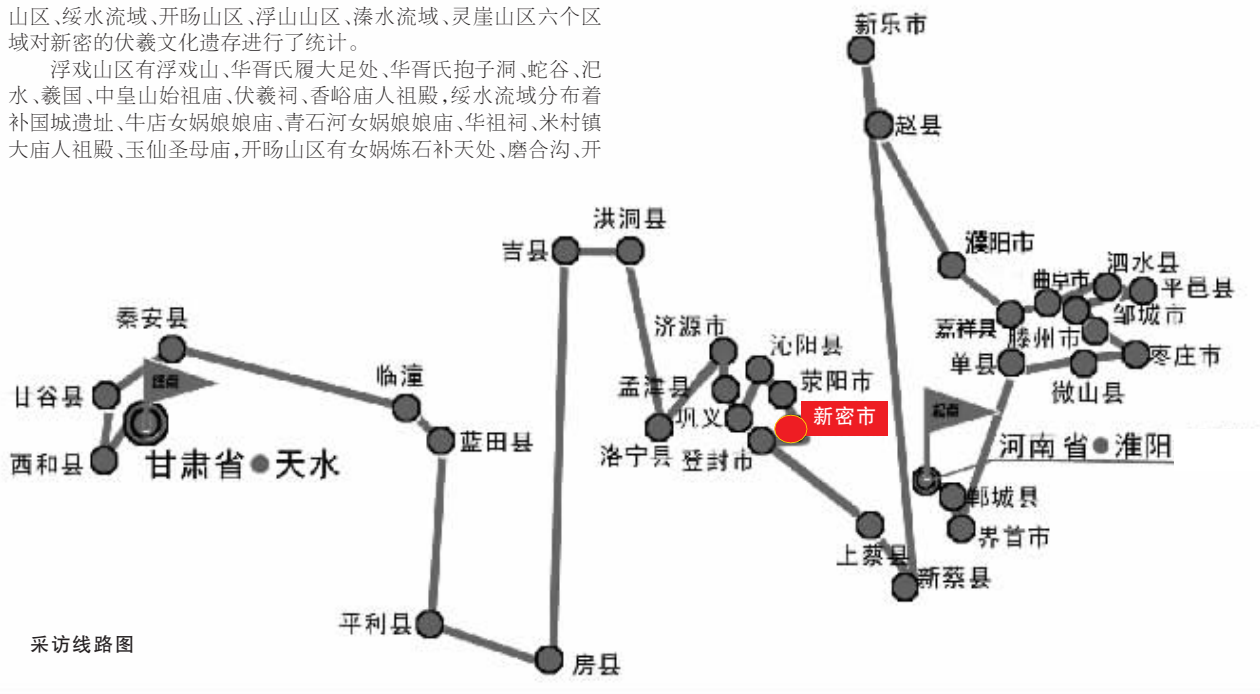 山区、绥水流域、开旸山区、浮山山区、溱水流域、灵崖山区六个区
域对新密的伏羲文化遗存进行了统计。
浮戏山区有浮戏山、华胥氏履大足处、华胥氏抱子洞、蛇谷、汜
水、羲国、中皇山始祖庙、伏羲祠、香峪庙人祖殿,绥水流域分布着
补国城遗址、牛店女娲娘娘庙、青石河女娲娘娘庙、华祖祠、米村镇
大庙人祖殿、玉仙圣母庙,开旸山区有女娲炼石补天处、磨合沟、开
新乐市
赵县
濮阳市
泗水县
曲阜市
平邑县
邹城市
嘉祥县
滕州市
枣庄市
单县
微山县
洪洞县
吉县
济源市
沁阳县
孟津县
荥阳市
巩义
新密市
洛宁县
登封市
秦安县
终点
甘谷县
西和县
甘肃省●天水
临潼
蓝田县
起点
河南省●淮阳
郸城县
界首市
上蔡县
新蔡县
平利县
房县
采访线路图